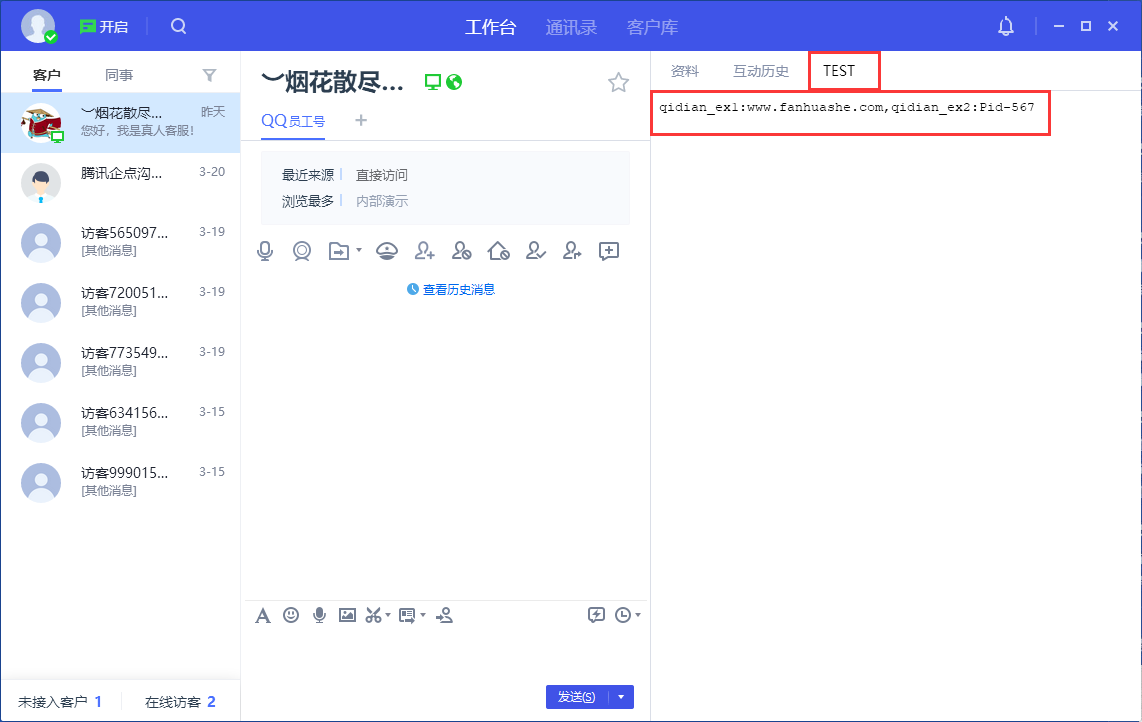 开启
工作台
通讯录
客户库
客户
同事
︶烟花散尽...
昨天
您好，我是真人客服!
腾讯企点沟...
3-20
访客565097...
3-19
[其他消息]
访客720051...
3-19
[其他消息]
访客773549...
3-19
[其他消息]
访客634156...
3-15
[其他消息]
访客999015...
3-15
[其他消息]
未接入客户 1
在线访客 2
︶烟花散尽...
QQ员工号
最近来源
直接访问
浏览最多
内部演示
查看历史消息
发送(S)
资料
互动历史
TEST
qidian_ex1:www.fanhuashe.com,qidian_ex2:Pid-567